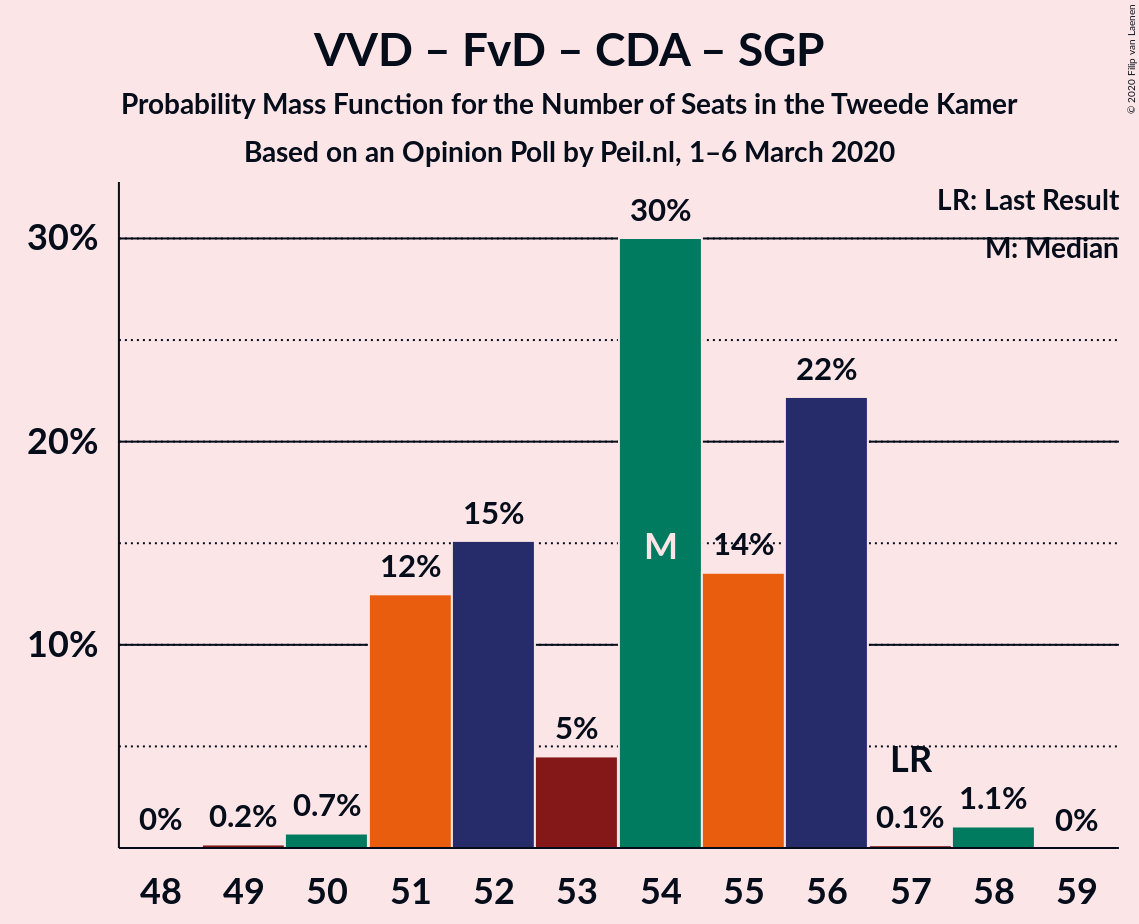 VVD – FvD – CDA – SGP
Probability Mass Function for the Number of Seats in the Tweede Kamer
Based on an Opinion Poll by Peil.nl, 1–6 March 2020
© 2020 Filip van Laenen
LR: Last Result
M: Median
30%
20%
10%
0%
0.2%
0.7%
12%
15%
5%
30%
M
14%
22%
LR
0.1%
1.1%
0%
48 49 50 51 52 53 54 55 56 57 58 59